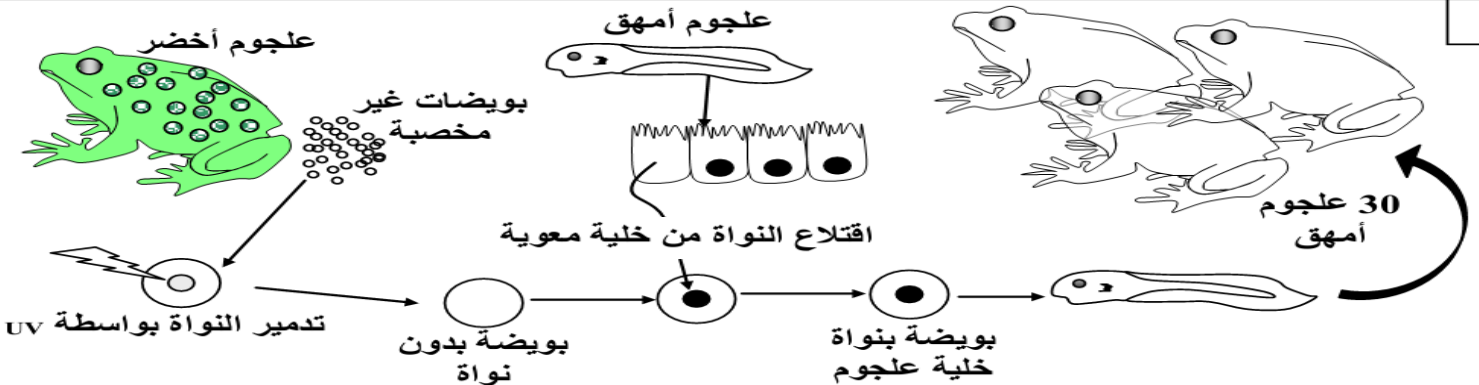 علجوم أخضر
بويضات غير
مخصبة
علجوم أمهق
30 علجوم
أمهق
اقتلاع النواة من خلية معوية
تدمير النواة بواسطة UV
بويضة بدون
نواة
بويضة بنواة
خلية علجوم